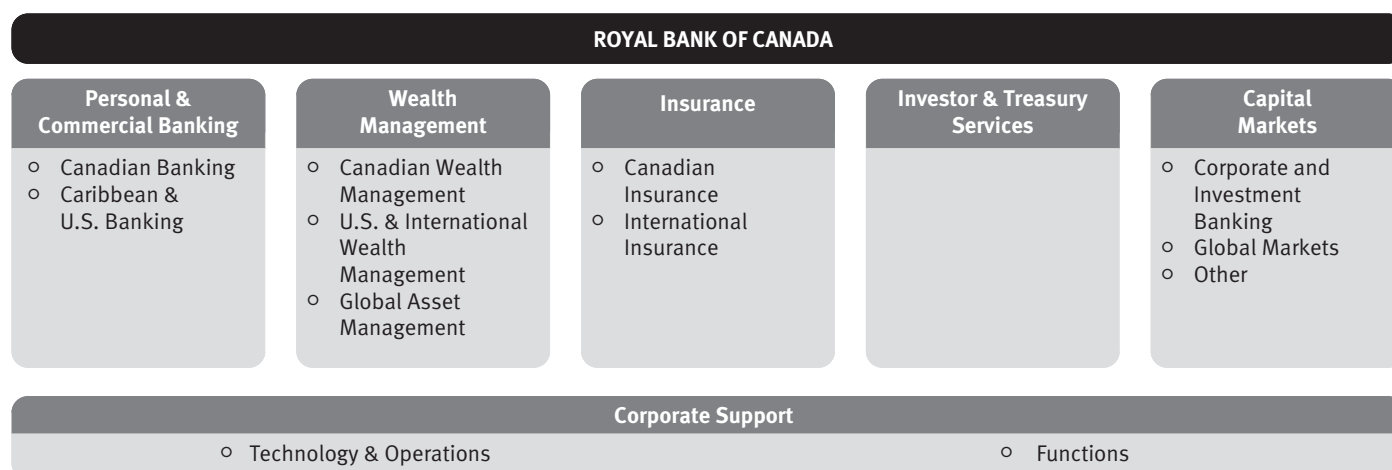 ROYAL BANK OF CANADA
Personal &
Commercial Banking
○ Canadian Banking
○ Caribbean &
U.S. Banking
Wealth
Management
○ Canadian Wealth
Management
○ U.S. & International
Wealth
Management
○ Global Asset
Management
Insurance
○ Canadian
Insurance
○ International
Insurance
Investor & Treasury
Services
Capital
Markets
○ Corporate and
Investment
Banking
○ Global Markets
○ Other
Corporate Support
○ Technology & Operations
○ Functions